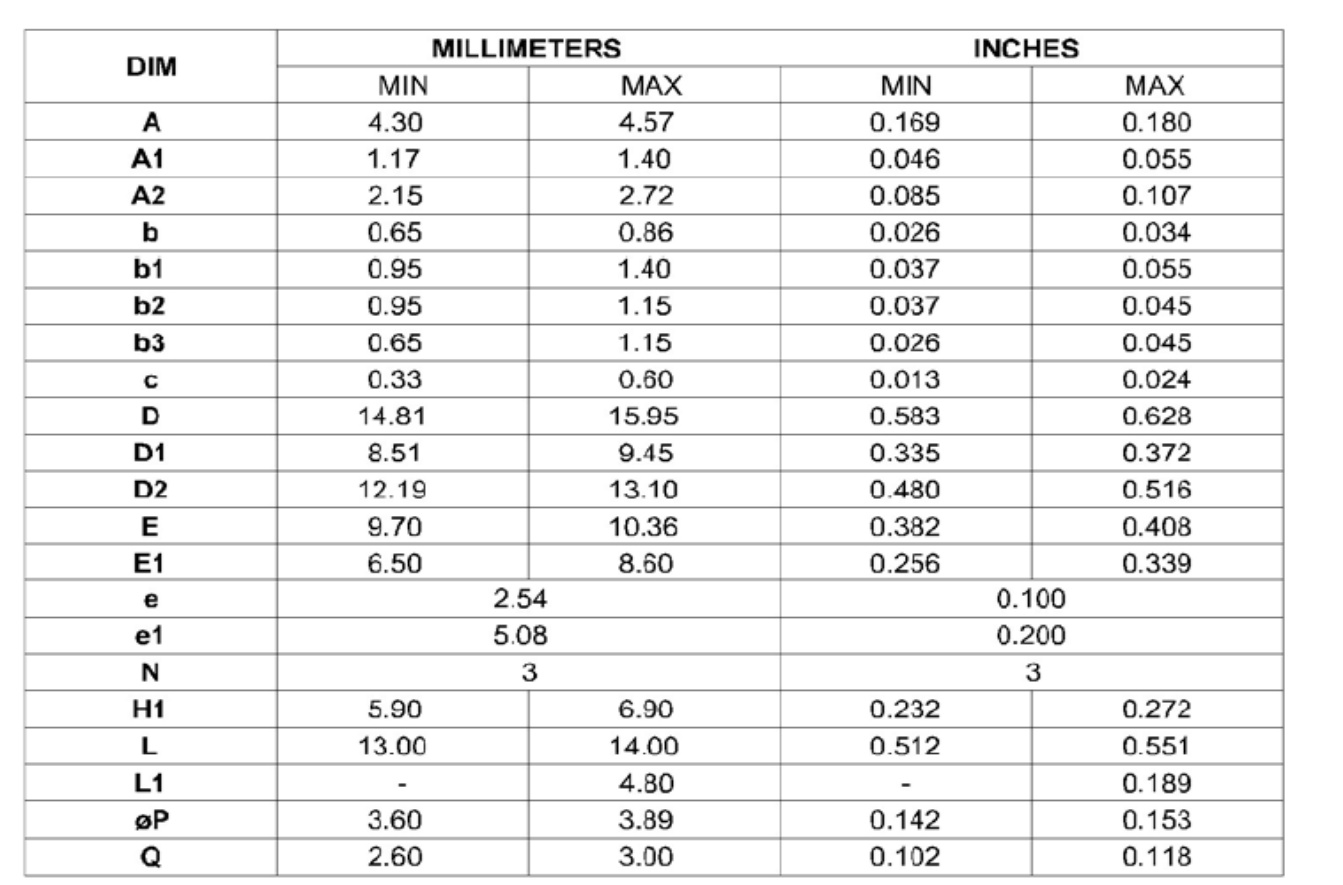 DIM MILLIMETERS INCHES
MIN MAX MIN MAX
A 4.30 4.57 0.169 0.180
A1 1.17 1.40 0.046 0.055
A2 2.15 2.72 0.085 0.107
b 0.65 0.86 0.026 0.034
b1 0.95 1.40 0.037 0.055
b2 0.95 1.15 0.037 0.045
b3 0.65 1.15 0.026 0.045
c 0.33 0.60 0.013 0.024
D 14.81 15.95 0.583 0.628
D1 8.51 9.45 0.335 0.372
D2 12.19 13.10 0.480 0.516
E 9.70 10.36 0.382 0.408
E1 6.50 8.60 0.256 0.339
e 2.54 0.100
e1 5.08 0.200
N 3 3
H1 5.90 6.90 0.232 0.272
L 13.00 14.00 0.512 0.551
L1 - 4.80 - 0.189
øP 3.60 3.89 0.142 0.153
Q 2.60 3.00 0.102 0.118